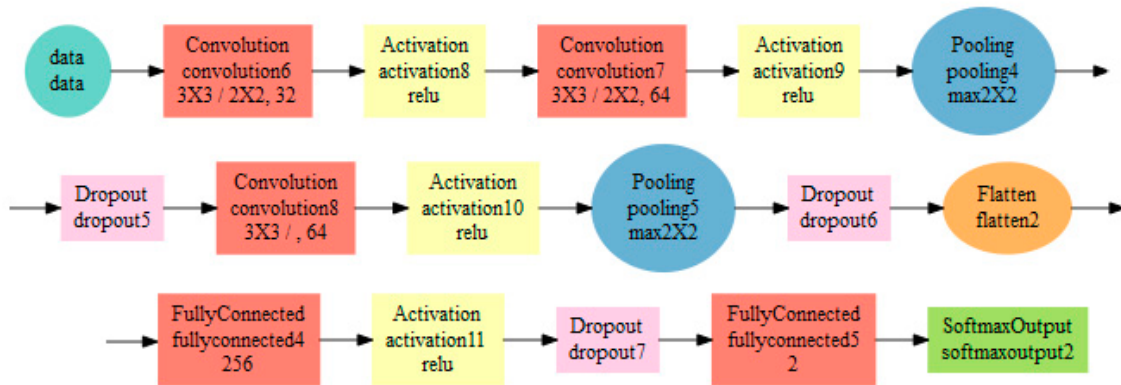 data
data
Convolution
convolution6
3X3 / 2X2, 32
Activation
activation8
relu
Convolution
convolution7
3X3 / 2X2, 64
Activation
activation9
relu
Pooling
pooling4
max2X2
Dropout
dropout5
Convolution
convolution8
3X3 / , 64
Activation
activation10
relu
Pooling
pooling5
max2X2
Dropout
dropout6
Flatten
flatten2
FullyConnected
fullyconnected4
256
Activation
activation11
relu
Dropout
dropout7
FullyConnected
fullyconnected5
2
SoftmaxOutput
softmaxoutput2